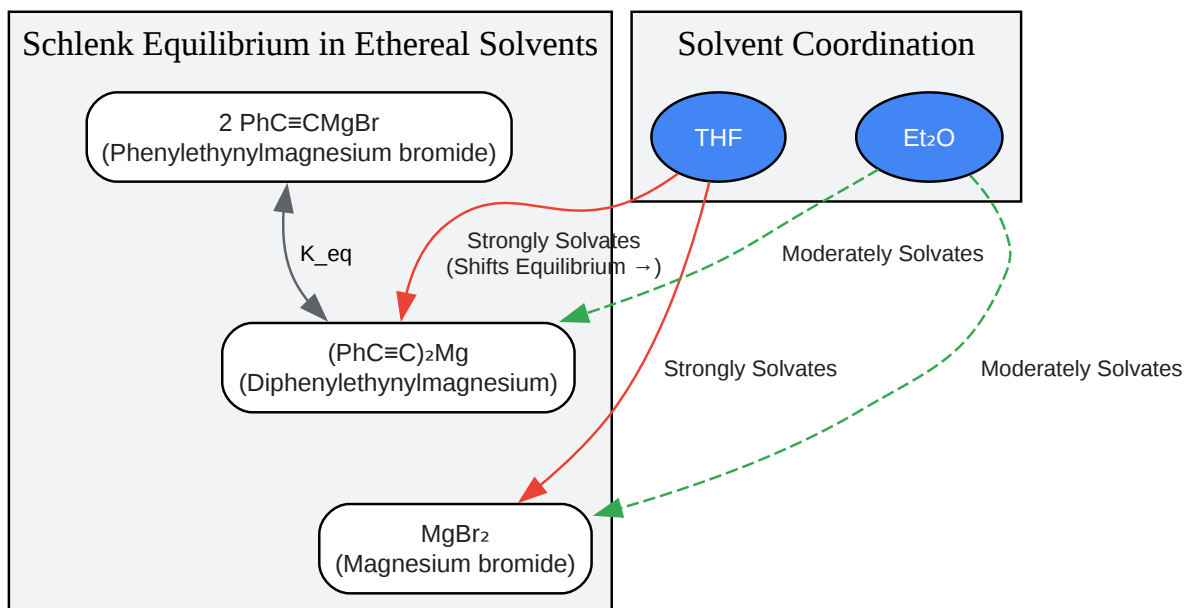 Schlenk Equilibrium in Ethereal Solvents
Solvent Coordination
2 PhC≡CMgBr
(Phenylethynylmagnesium bromide)
THF
Et₂O
K_eq
Strongly Solvates
(Shifts Equilibrium →)
Moderately Solvates
(PhC≡C)₂Mg
(Diphenylethynylmagnesium)
Strongly Solvates
Moderately Solvates
MgBr₂
(Magnesium bromide)